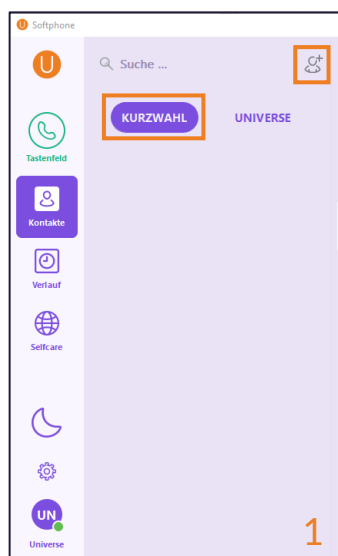 U Softphone
U
Suche ...
KURZWAHL
UNIVERSE
Tastenfeld
Kontakte
Verlauf
Selfcare
UN
Universe
1